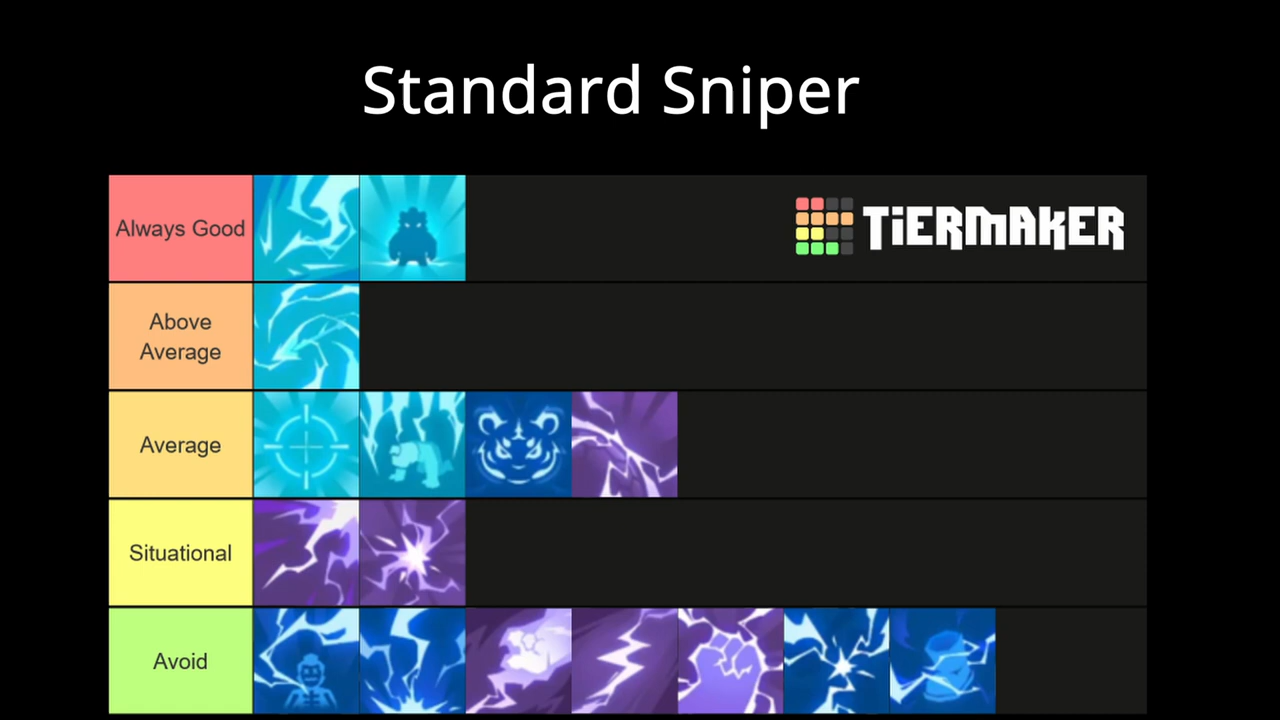 Standard Sniper
Always Good
TiERMAKER
Above
Average
Average
Situational
Avoid